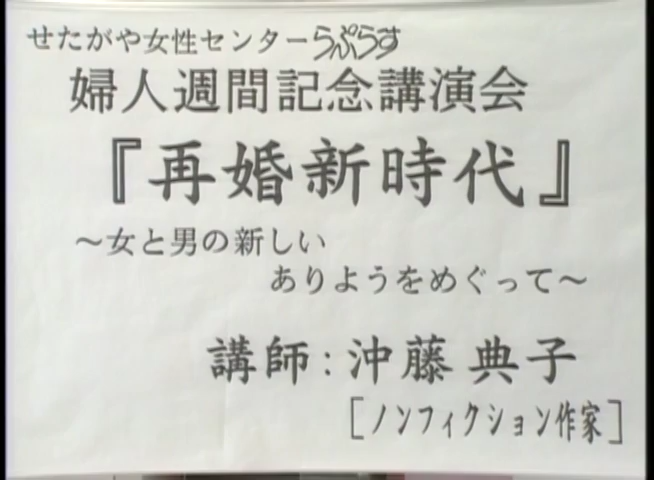 せたがや女性センターらぷらす
婦人週間記念講演会
『再婚新時代』
～女と男の新しい
ありようをめぐって～
講師:沖藤典子
[ノンフィクション作家]